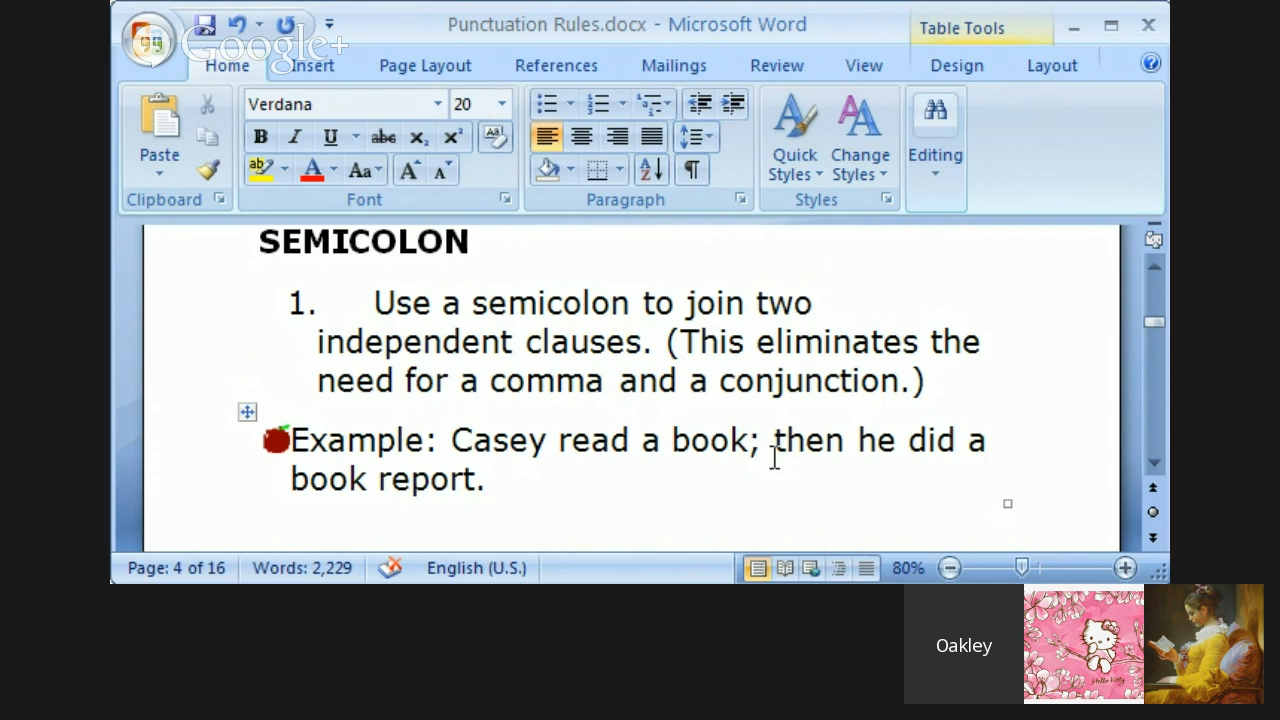 Punctuation Rules.docx - Microsoft Word
Table Tools
Google+
Home Insert Page Layout References Mailings Review View Design Layout
Verdana 20
Paste
Quick Styles
Change Styles
Editing
Clipboard Font Paragraph Styles
SEMICOLON
1. Use a semicolon to join two
independent clauses. (This eliminates the
need for a comma and a conjunction.)
Example: Casey read a book; then he did a
book report.
Page: 4 of 16 Words: 2,229 English (U.S.) 80%
Oakley
Hello Kitty